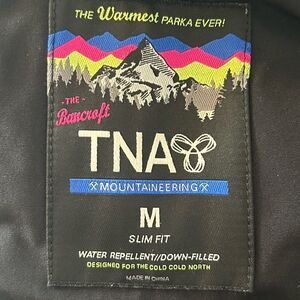 THE Warmest PARKA EVER!
-THE-
Bancroft
TNA
MOUNTAINEERING
M
SLIM FIT
WATER REPELLENT//DOWN-FILLED
DESIGNED FOR THE COLD COLD NORTH
MADE IN CHINA